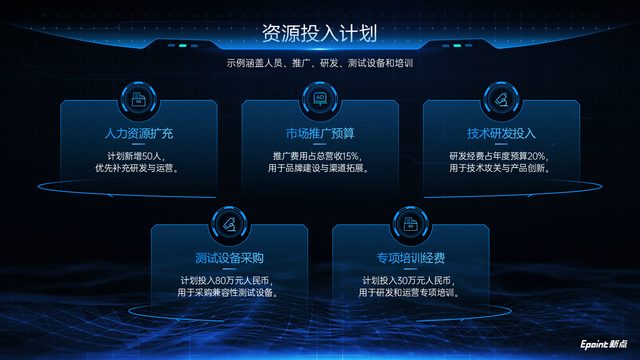 资源投入计划
示例涵盖人员、推广、研发、测试设备和培训
人力资源扩充
计划新增50人，
优先补充研发与运营。
AD
市场推广预算
推广费用占总营收15%，
用于品牌建设与渠道拓展。
技术研发投入
研发经费占年度预算20%，
用于技术攻关与产品创新。
测试设备采购
计划投入80万元人民币，
用于采购兼容性测试设备。
专项培训经费
计划投入30万元人民币，
用于研发和运营专项培训。
Epoint 新点